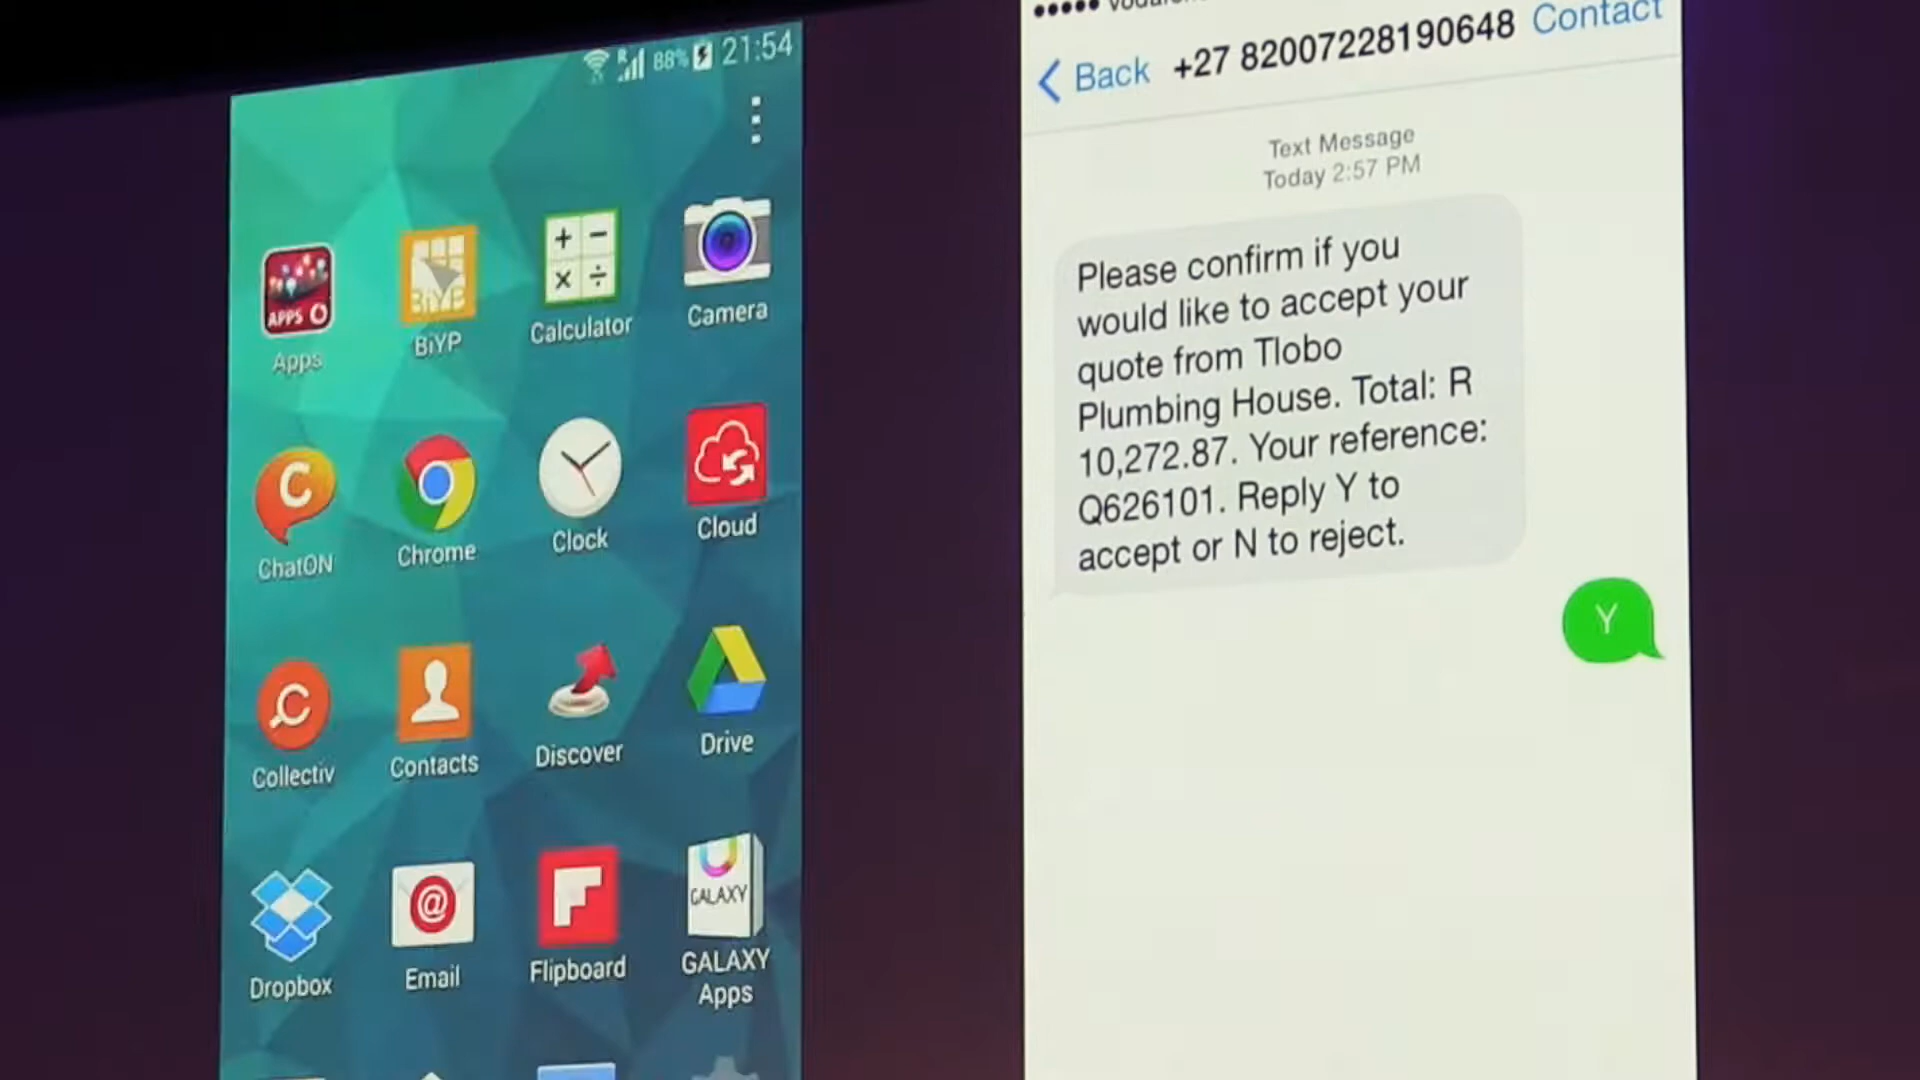 88% 21:54
APPS
Apps
BiYP
BiYP
Calculator
Camera
C
ChatON
Chrome
Clock
Cloud
C
Collectiv
Contacts
Discover
Drive
Dropbox
@
Email
Flipboard
GALAXY
GALAXY
Apps
Back +27 82007228190648 Contact
Text Message
Today 2:57 PM
Please confirm if you
would like to accept your
quote from Tlobo
Plumbing House. Total: R
10,272.87. Your reference:
Q626101. Reply Y to
accept or N to reject.
Y